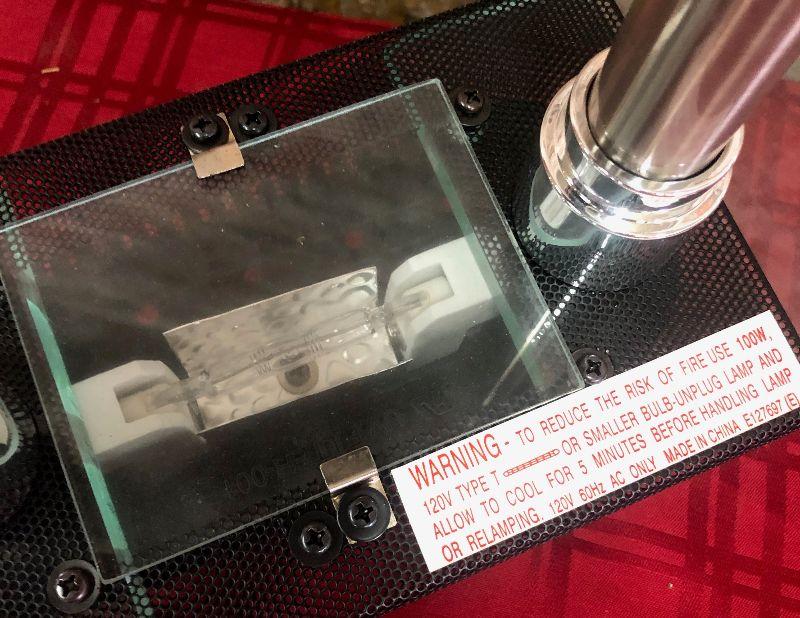 WARNING - TO REDUCE THE RISK OF FIRE USE 100W,
120V TYPE T OR SMALLER BULB-UNPLUG LAMP AND
ALLOW TO COOL FOR 5 MINUTES BEFORE HANDLING LAMP
OR RELAMPING. 120V 60Hz AC ONLY MADE IN CHINA E127697 (E)